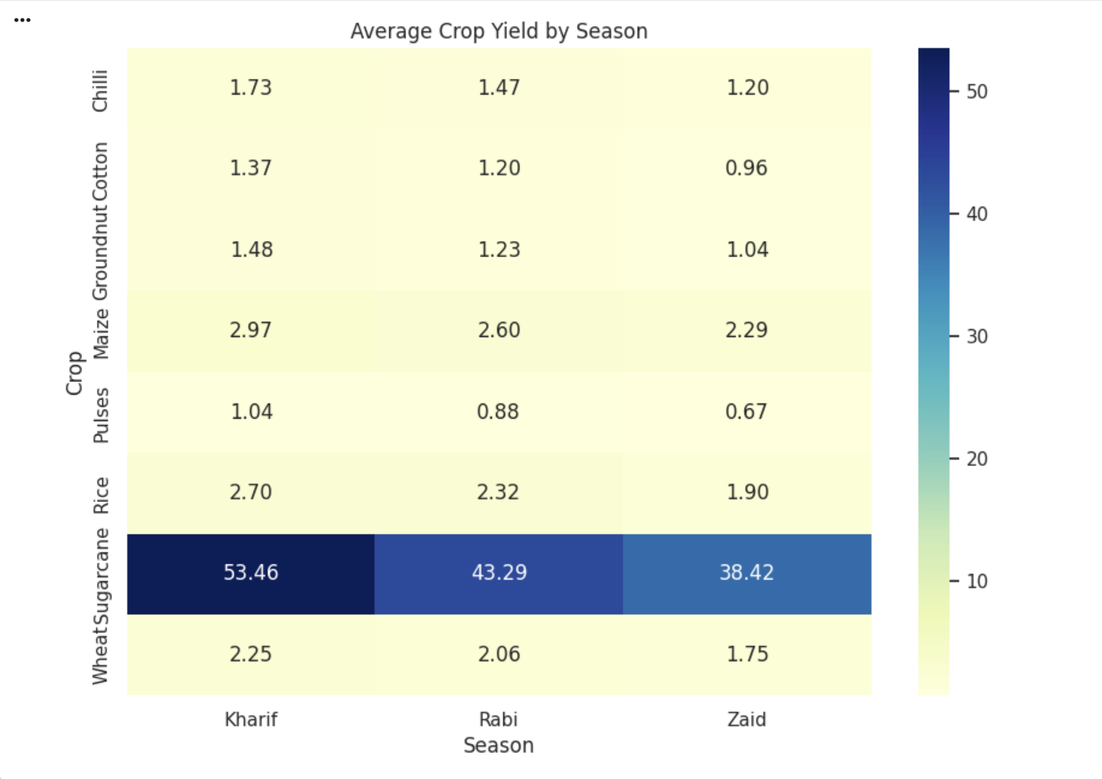 ...
Average Crop Yield by Season
Chilli 1.73 1.47 1.20
Cotton 1.37 1.20 0.96
Groundnut 1.48 1.23 1.04
Maize 2.97 2.60 2.29
Pulses 1.04 0.88 0.67
Rice 2.70 2.32 1.90
Sugarcane 53.46 43.29 38.42
Wheat 2.25 2.06 1.75
Crop
Kharif Rabi Zaid
Season
50
40
30
20
10